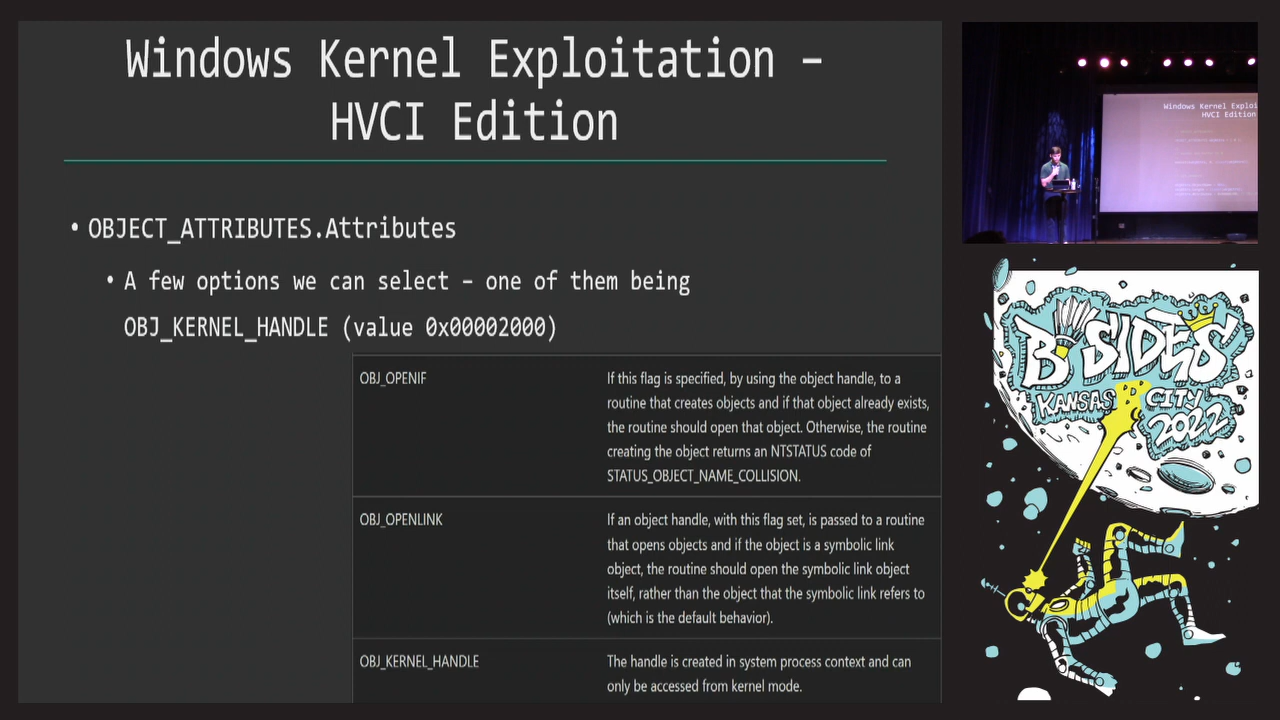 Windows Kernel Exploitation –
HVCI Edition
• OBJECT_ATTRIBUTES.Attributes
• A few options we can select – one of them being
OBJ_KERNEL_HANDLE (value 0x00002000)
OBJ_OPENIF
If this flag is specified, by using the object handle, to a
routine that creates objects and if that object already exists,
the routine should open that object. Otherwise, the routine
creating the object returns an NTSTATUS code of
STATUS_OBJECT_NAME_COLLISION.
OBJ_OPENLINK
If an object handle, with this flag set, is passed to a routine
that opens objects and if the object is a symbolic link
object, the routine should open the symbolic link object
itself, rather than the object that the symbolic link refers to
(which is the default behavior).
OBJ_KERNEL_HANDLE
The handle is created in system process context and can
only be accessed from kernel mode.
Windows Kernel Exploi
HVCI Edition
BSIDES
KANSAS CITY
2022